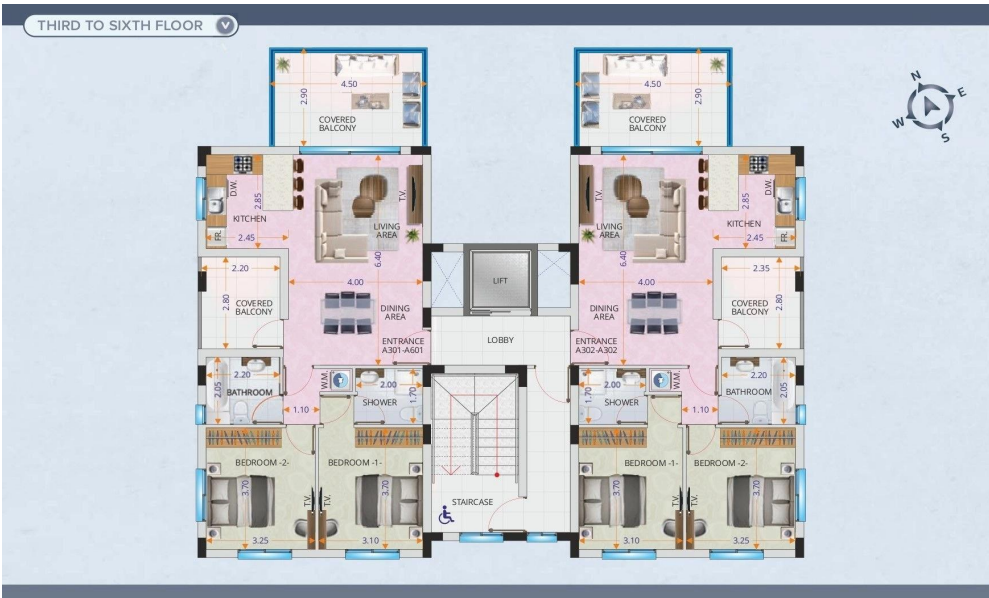 THIRD TO SIXTH FLOOR V
N
E
W
S
4.50
2.90
COVERED
BALCONY
4.50
2.90
COVERED
BALCONY
D.W.
2.85
KITCHEN
FR.
2.45
T.V.
LIVING
AREA
6.40
4.00
2.20
2.80
COVERED
BALCONY
DINING
AREA
ENTRANCE
A301-A601
LIFT
LOBBY
T.V.
LIVING
AREA
6.40
4.00
D.W.
2.85
KITCHEN
FR.
2.45
2.35
2.80
COVERED
BALCONY
DINING
AREA
ENTRANCE
A302-A302
2.20
2.05
BATHROOM
W.M.
1.10
2.00
1.70
SHOWER
2.00
1.70
SHOWER
W.M.
1.10
2.20
2.05
BATHROOM
BEDROOM -2-
3.70
T.V.
3.25
BEDROOM -1-
3.70
T.V.
3.10
STAIRCASE
BEDROOM -1-
3.70
T.V.
3.10
BEDROOM -2-
3.70
T.V.
3.25